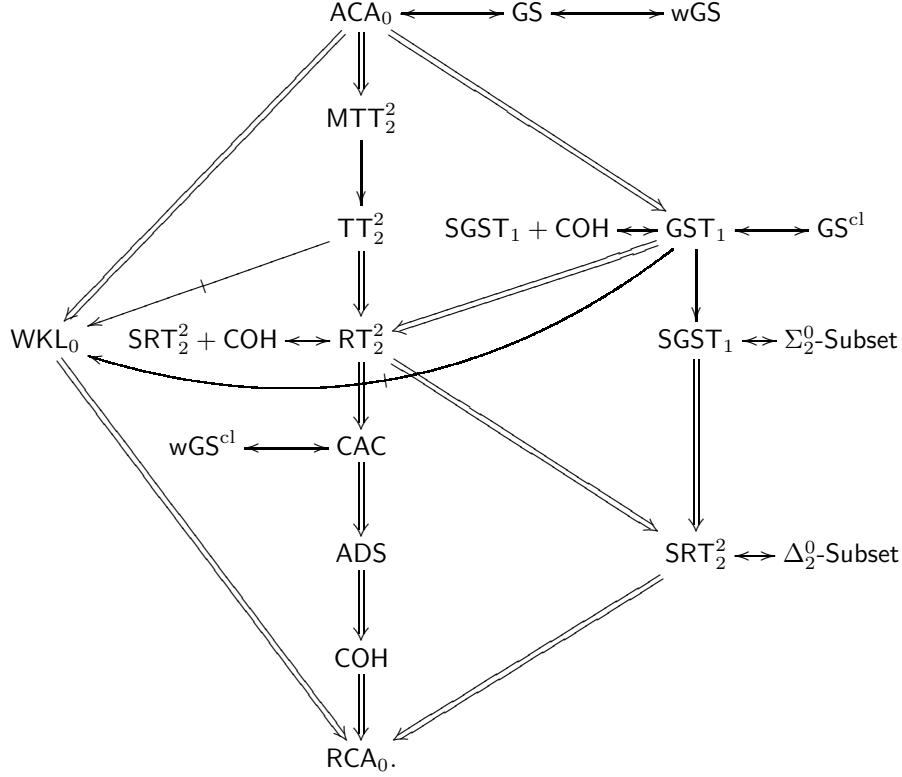 ACA₀ GS wGS
MTT²₂
TT²₂ SGST₁ + COH GST₁ GS^cl
WKL₀ SRT²₂ + COH RT²₂ SGST₁ Σ⁰₂-Subset
wGS^cl CAC
ADS SRT²₂ Δ⁰₂-Subset
COH
RCA₀.